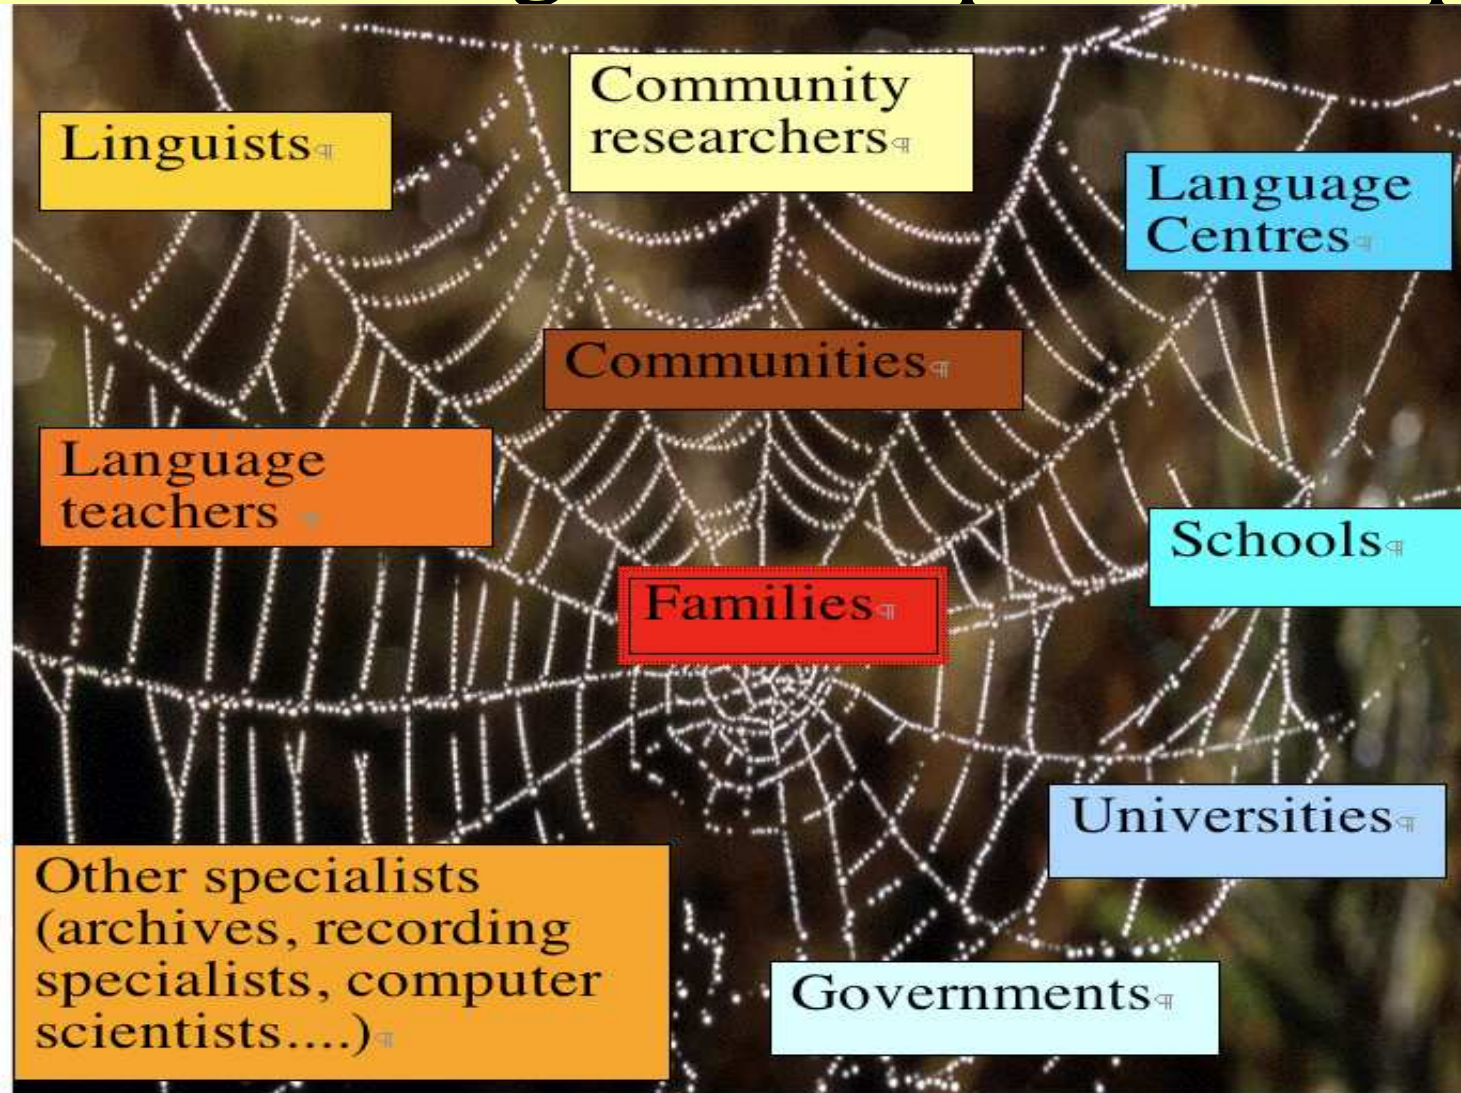 Linguists
Community
researchers
Language
Centres
Communities
Language
teachers
Schools
Families
Universities
Other specialists
(archives, recording
specialists, computer
scientists....)
Governments